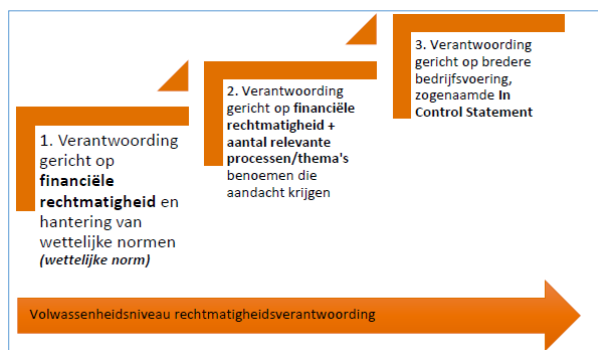 1. Verantwoording
gericht op
financiële
rechtmatigheid en
hantering van
wettelijke normen
(wettelijke norm)
2. Verantwoording
gericht op financiële
rechtmatigheid +
aantal relevante
processen/thema's
benoemen die
aandacht krijgen
3. Verantwoording
gericht op bredere
bedrijfsvoering,
zogenaamde In
Control Statement
Volwassenheidsniveau rechtmatigheidsverantwoording